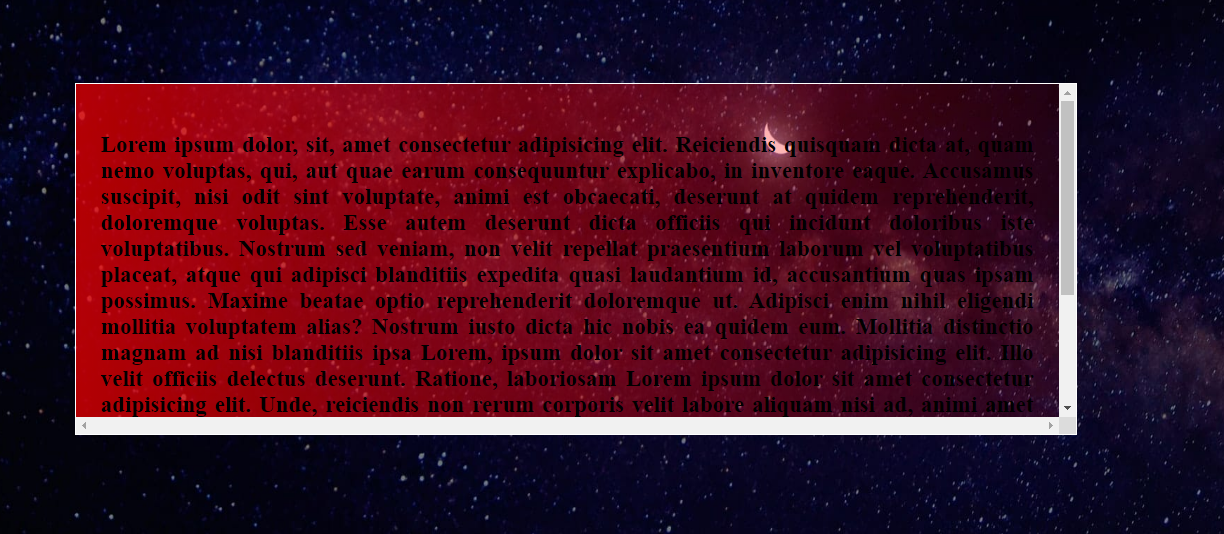 Lorem ipsum dolor, sit, amet consectetur adipisicing elit. Reiciendis quisquam dicta at, quam
nemo voluptas, qui, aut quae earum consequuntur explicabo, in inventore eaque. Accusamus
suscipit, nisi odit sint voluptate, animi est obcaecati, deserunt at quidem reprehenderit,
doloremque voluptas. Esse autem deserunt dicta officiis qui incidunt doloribus iste
voluptatibus. Nostrum sed veniam, non velit repellat praesentium laborum vel voluptatibus
placeat, atque qui adipisci blanditiis expedita quasi laudantium id, accusantium quas ipsam
possimus. Maxime beatae optio reprehenderit doloremque ut. Adipisci enim nihil eligendi
mollitia voluptatem alias? Nostrum iusto dicta hic nobis ea quidem eum. Mollitia distinctio
magnam ad nisi blanditiis ipsa Lorem, ipsum dolor sit amet consectetur adipisicing elit. Illo
velit officiis delectus deserunt. Ratione, laboriosam Lorem ipsum dolor sit amet consectetur
adipisicing elit. Unde, reiciendis non rerum corporis velit labore aliquam nisi ad, animi amet